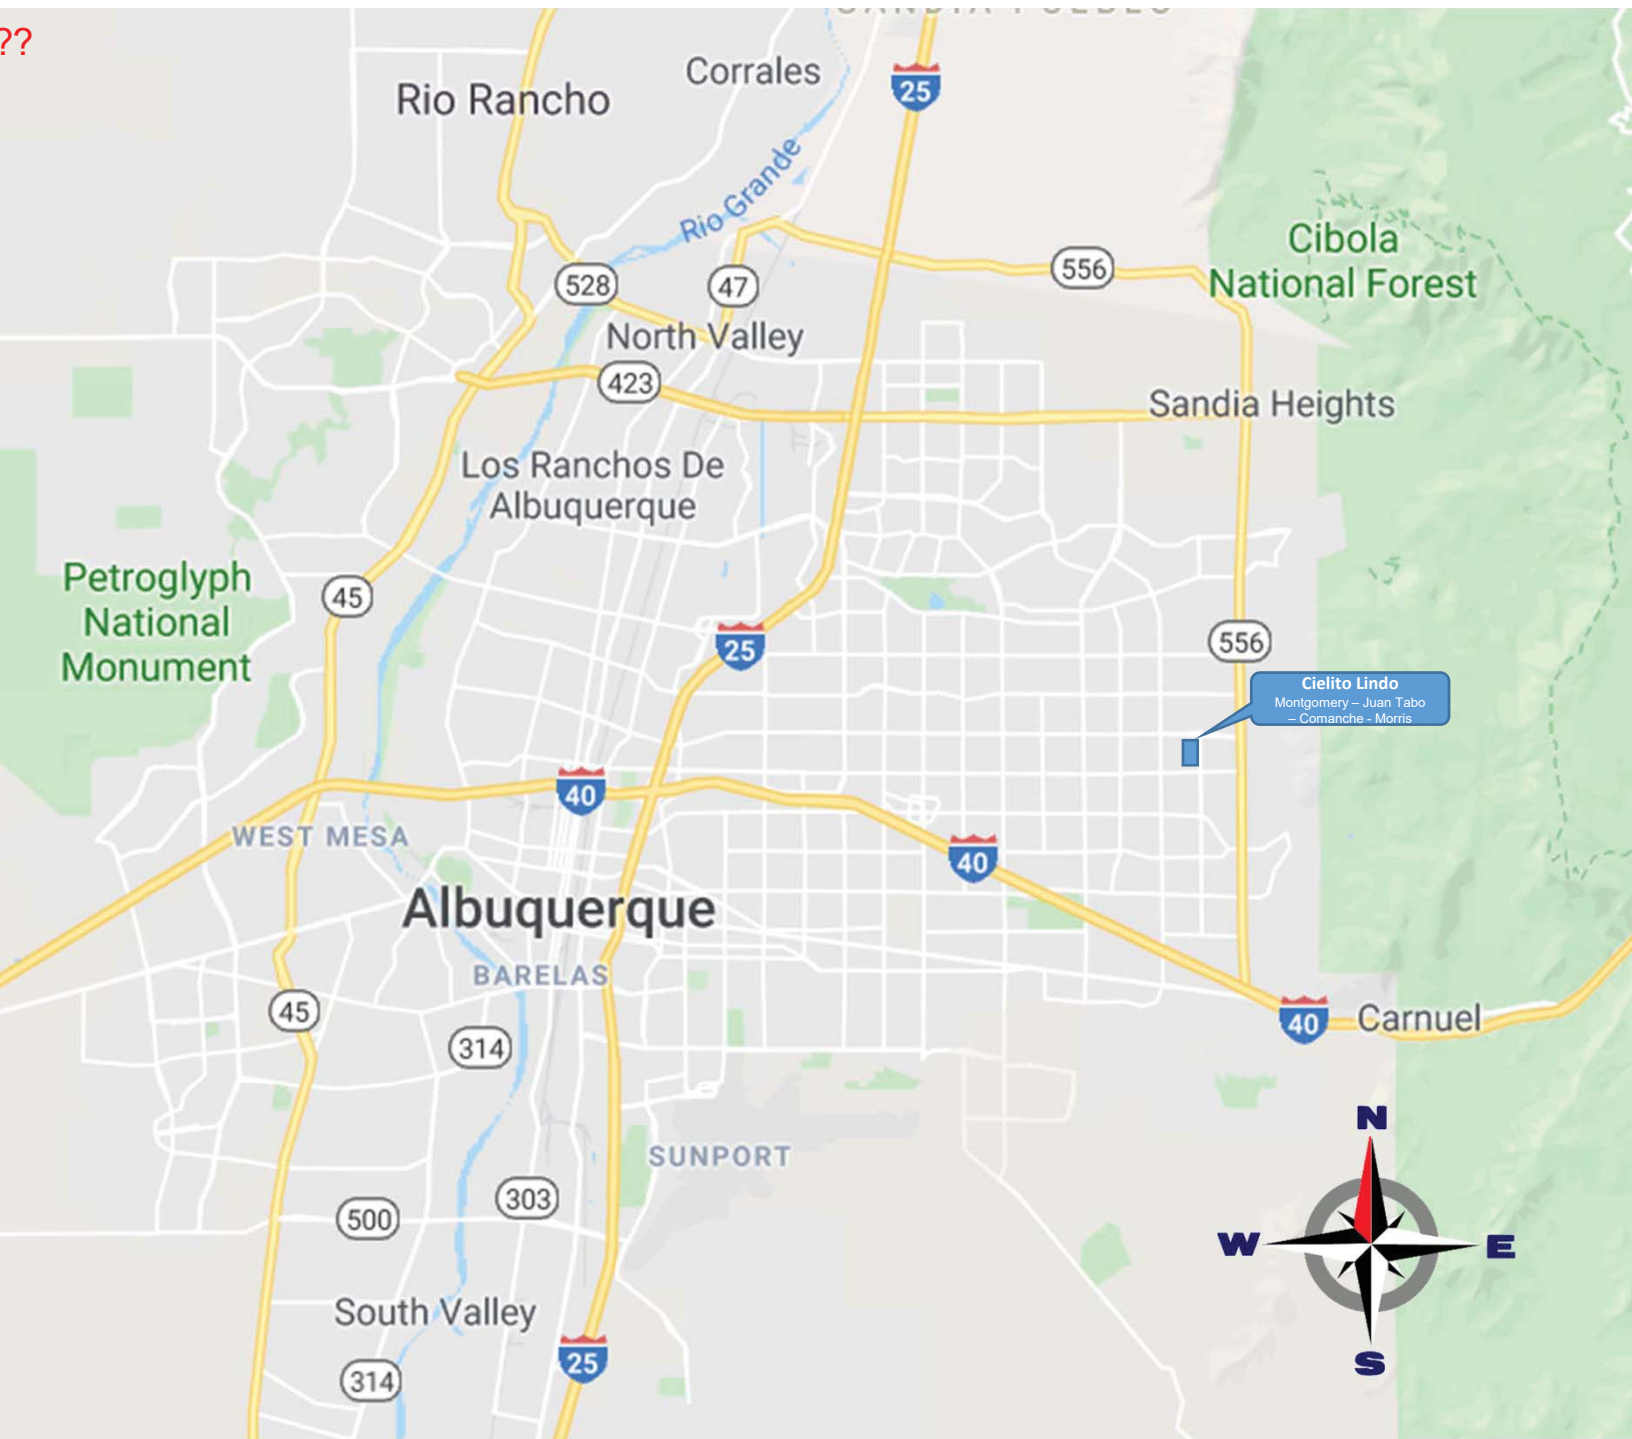 SANDIA PUEBLO
??
Corrales
25
Rio Rancho
Rio Grande
Cibola
National Forest
556
528
47
North Valley
423
Sandia Heights
Los Ranchos De
Albuquerque
Petroglyph
National
Monument
45
25
556
Cielito Lindo
Montgomery – Juan Tabo
– Comanche - Morris
40
WEST MESA
40
Albuquerque
BARELAS
45
40
Carnuel
314
N
SUNPORT
303
500
W
E
South Valley
25
S
314